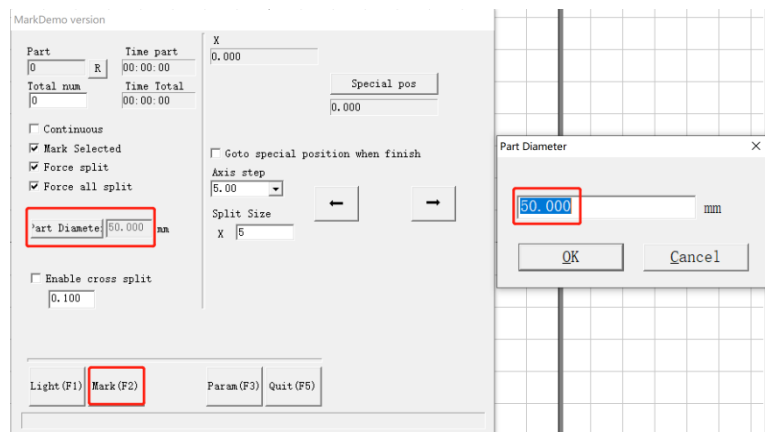 MarkDemo version
Part
Time part
0
R
00:00:00
Total num
Time Total
0
00:00:00
Continuous
Mark Selected
Force split
Force all split
Part Diamete
50.000
mm
Enable cross split
0.100
X
0.000
Special pos
0.000
Goto special position when finish
Axis step
5.00
Split Size
X
5
Light(F1)
Mark(F2)
Param(F3)
Quit(F5)
Part Diameter
50.000
mm
OK
Cancel